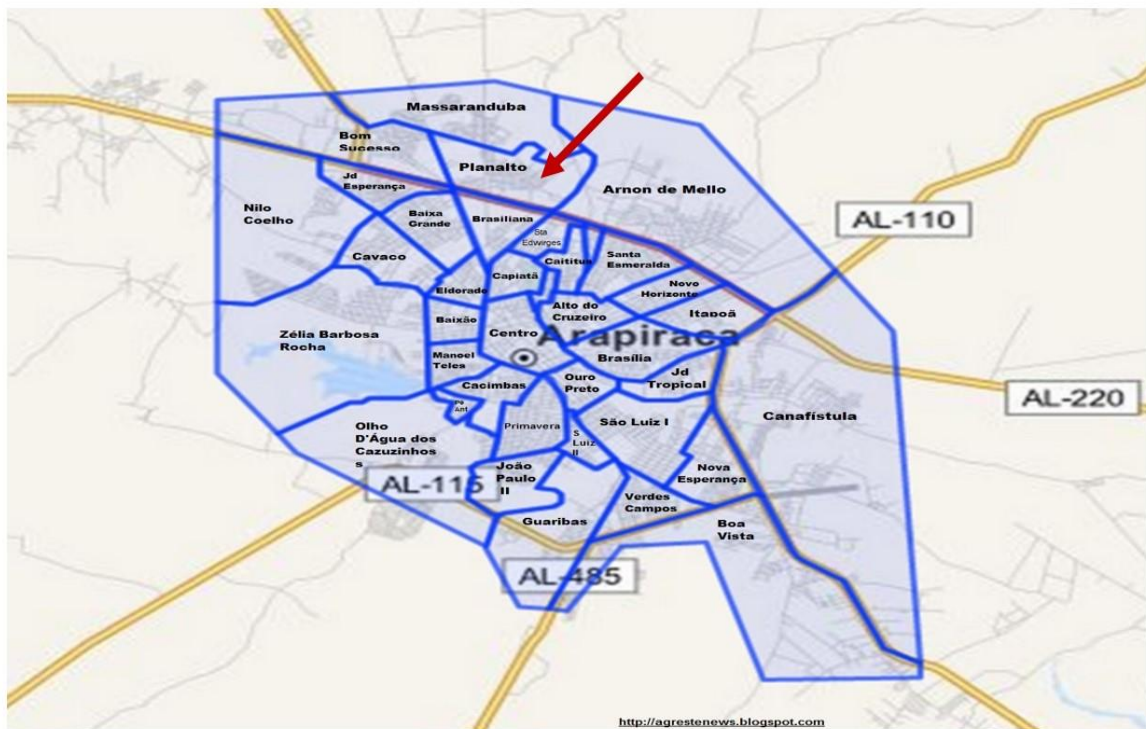 Massaranduba
Bom
Sucesso
Planalto
Jd
Esperança
Arnon de Mello
Nilo
Coelho
Baixa
Grande
Brasiliana
AL-110
Sta
Edwirges
Cavaco
Caititus
Santa
Esmeralda
Capiatã
Eldorado
Novo
Horizonte
Alto do
Cruzeiro
Itapoã
Baixão
Centro
Arapiraca
Zélia Barbosa
Rocha
Manoel
Teles
Brasília
Jd
Tropical
Cacimbas
Ouro
Preto
AL-220
Canafístula
Ant
Primavera
São Luiz I
S
Luiz
II
Olho
D'Água dos
Cazuzinho
s
João
Paulo
II
Nova
Esperança
AL-115
Verdes
Campos
Guaribas
Boa
Vista
AL-485
http://agrestenews.blogspot.com